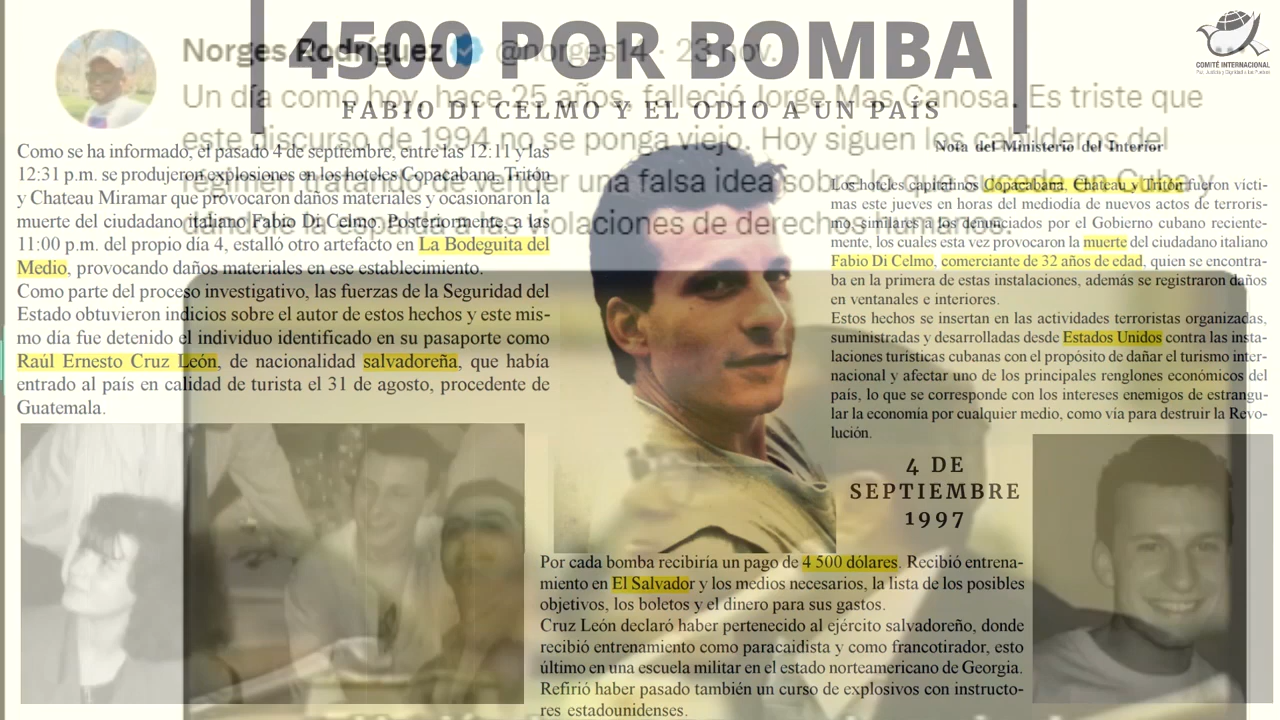 4500 POR BOMBA
FABIO DI CELMO Y EL ODIO A UN PAÍS
COMITÉ INTERNACIONAL
Norges Rodríguez @norges14 · 23 nov.
Un día como hoy, hace 25 años, falleció Jorge Mas Canosa. Es triste que
este discurso de 1994 no se ponga viejo. Hoy siguen los cabilderos del
régimen tratando de vender una falsa idea sobre lo que sucede en Cuba y
violaciones de derechos humanos.
Como se ha informado, el pasado 4 de septiembre, entre las 12:11 y las
12:31 p.m. se produjeron explosiones en los hoteles Copacabana, Tritón
y Chateau Miramar que provocaron daños materiales y ocasionaron la
muerte del ciudadano italiano Fabio Di Celmo. Posteriormente, a las
11:00 p.m. del propio día 4, estalló otro artefacto en La Bodeguita del
Medio, provocando daños materiales en ese establecimiento.
Como parte del proceso investigativo, las fuerzas de la Seguridad del
Estado obtuvieron indicios sobre el autor de estos hechos y este mis-
mo día fue detenido el individuo identificado en su pasaporte como
Raúl Ernesto Cruz León, de nacionalidad salvadoreña, que había
entrado al país en calidad de turista el 31 de agosto, procedente de
Guatemala.
Nota del Ministerio del Interior
Los hoteles capitalinos Copacabana, Chateau y Tritón fueron vícti-
mas este jueves en horas del mediodía de nuevos actos de terroris-
mo, similares a los denunciados por el Gobierno cubano reciente-
mente, los cuales esta vez provocaron la muerte del ciudadano italiano
Fabio Di Celmo, comerciante de 32 años de edad, quien se encontra-
ba en la primera de estas instalaciones, además se registraron daños
en ventanales e interiores.
Estos hechos se insertan en las actividades terroristas organizadas,
suministradas y desarrolladas desde Estados Unidos contra las insta-
laciones turísticas cubanas con el propósito de dañar el turismo inter-
nacional y afectar uno de los principales renglones económicos del
país, lo que se corresponde con los intereses enemigos de estrangu-
lar la economía por cualquier medio, como vía para destruir la Revo-
lución.
4 DE
SEPTIEMBRE
1997
Por cada bomba recibiría un pago de 4 500 dólares. Recibió entrena-
miento en El Salvador y los medios necesarios, la lista de los posibles
objetivos, los boletos y el dinero para sus gastos.
Cruz León declaró haber pertenecido al ejército salvadoreño, donde
recibió entrenamiento como paracaidista y como francotirador, esto
último en una escuela militar en el estado norteamericano de Georgia.
Refirió haber pasado también un curso de explosivos con instructo-
res estadounidenses.